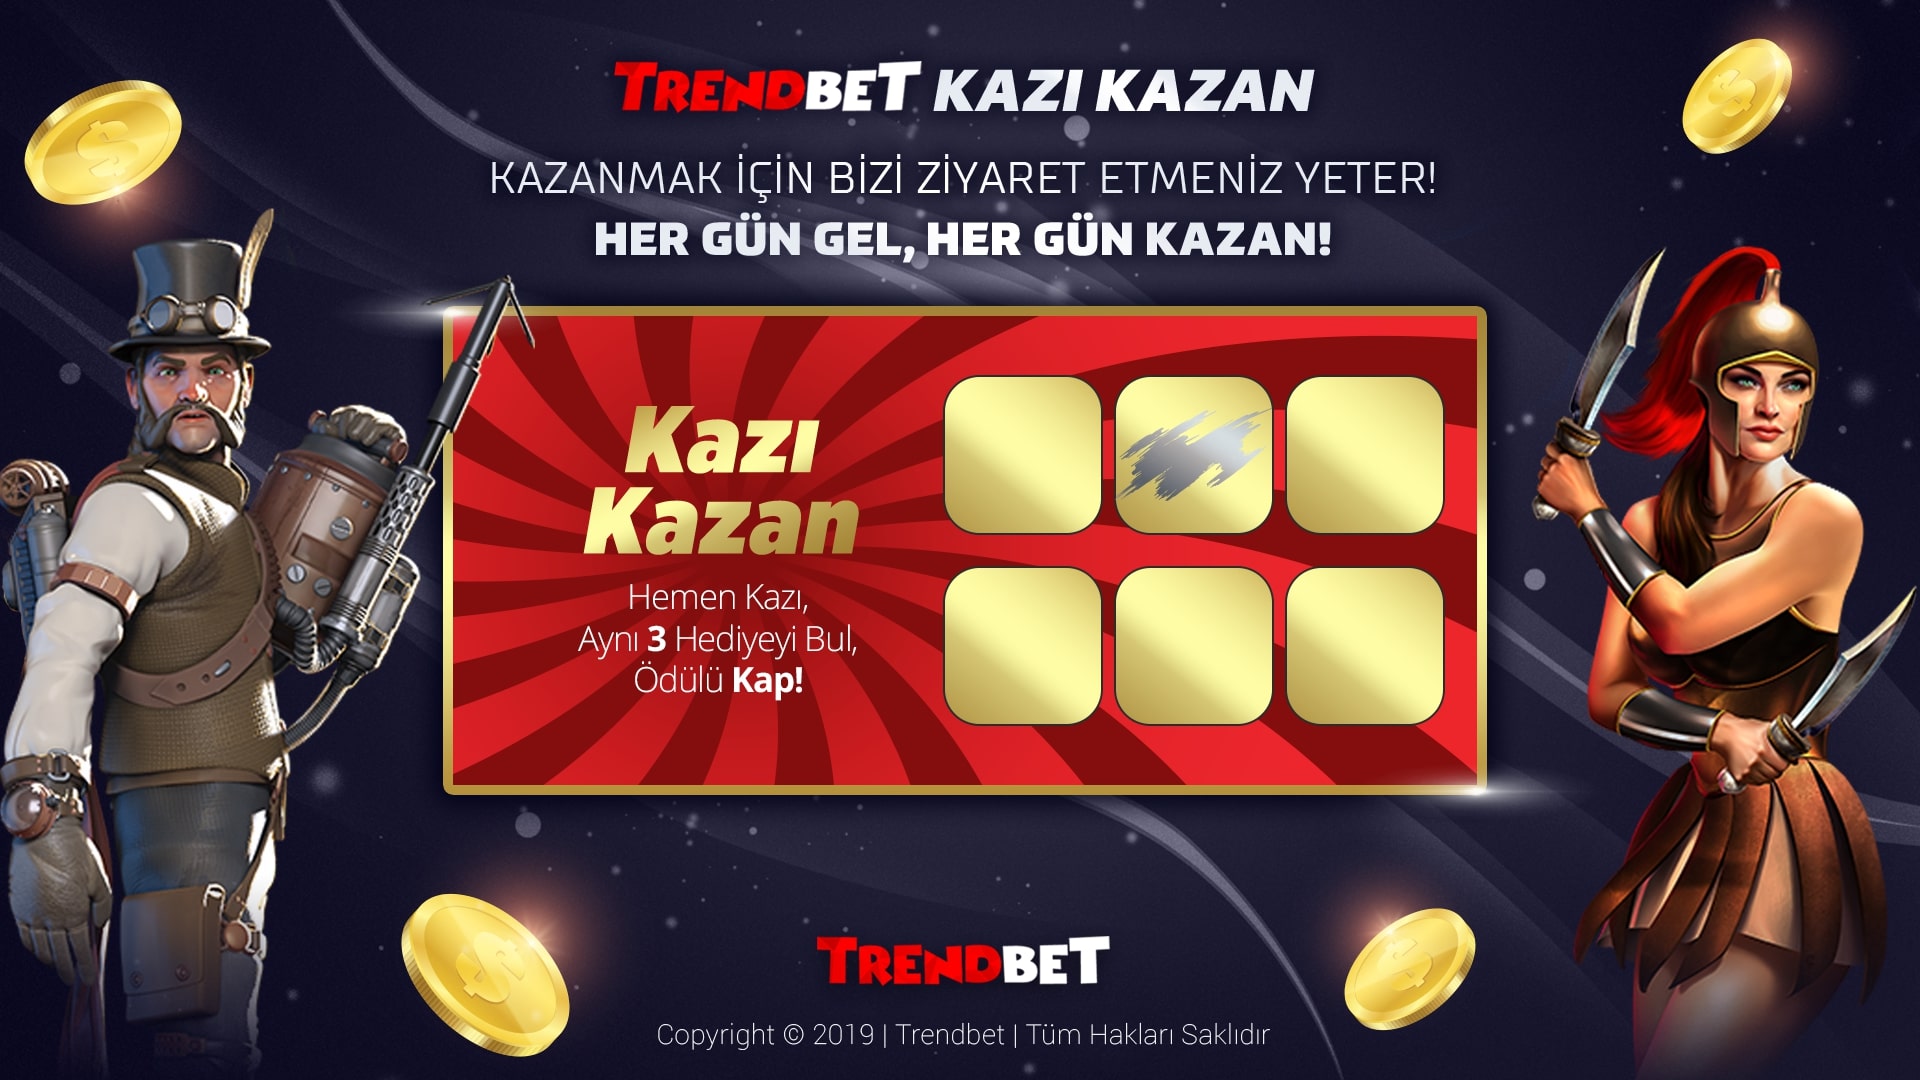 TRENDBET KAZI KAZAN
KAZANMAK İÇİN BİZİ ZİYARET ETMENİZ YETER!
HER GÜN GEL, HER GÜN KAZAN!
Kazı
Kazan
Hemen Kazı,
Aynı 3 Hediyeyi Bul,
Ödülü Kap!
TRENDBET
Copyright © 2019 | Trendbet | Tüm Hakları Saklıdır